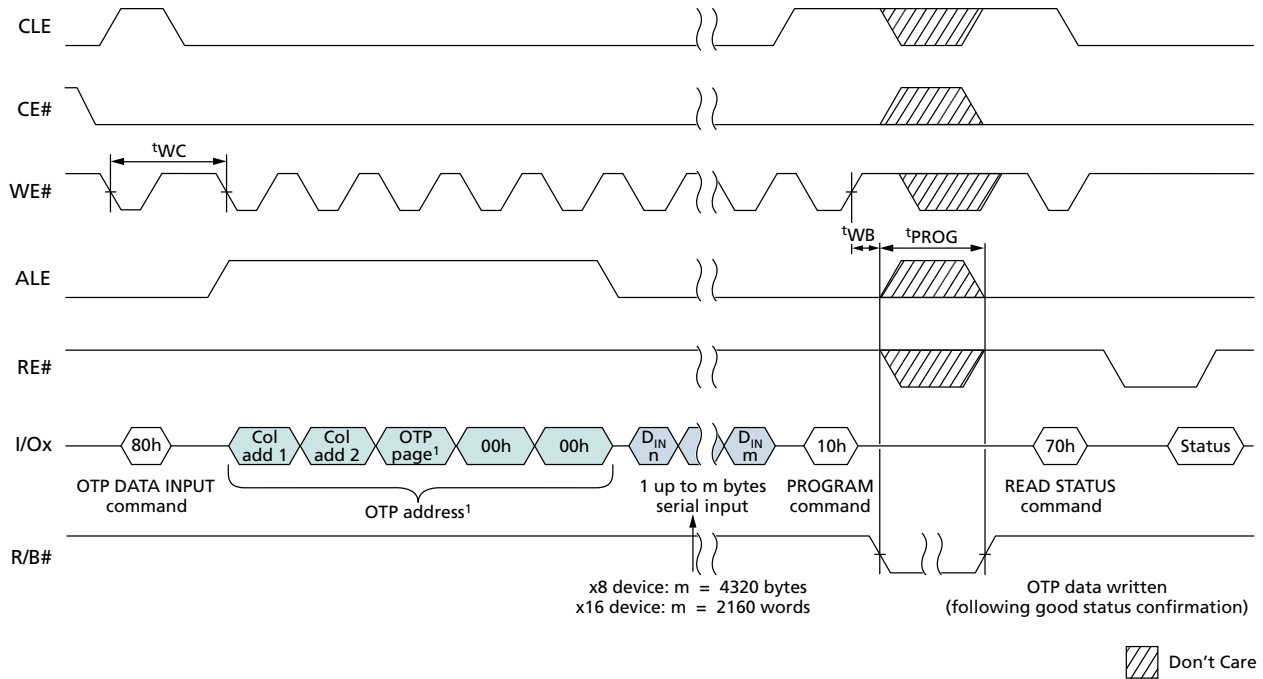 CLE
CE#
tWC
WE#
tWB
tPROG
ALE
RE#
I/Ox
80h
Col
add 1
Col
add 2
OTP
page1
00h
00h
DIN
n
DIN
m
10h
70h
Status
OTP DATA INPUT
command
OTP address1
1 up to m bytes
serial input
PROGRAM
command
READ STATUS
command
R/B#
x8 device: m = 4320 bytes
x16 device: m = 2160 words
OTP data written
(following good status confirmation)
Don't Care